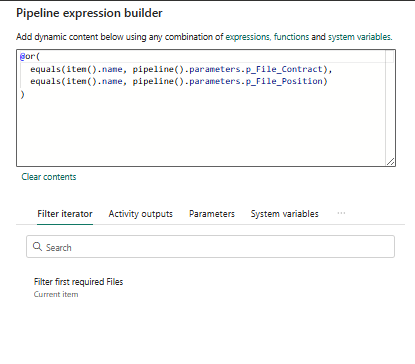 Pipeline expression builder
Add dynamic content below using any combination of expressions, functions and system variables.
@or(
equals(item().name, pipeline().parameters.p_File_Contract),
equals(item().name, pipeline().parameters.p_File_Position)
)
Clear contents
Filter iterator Activity outputs Parameters System variables ...
Search
Filter first required Files
Current item